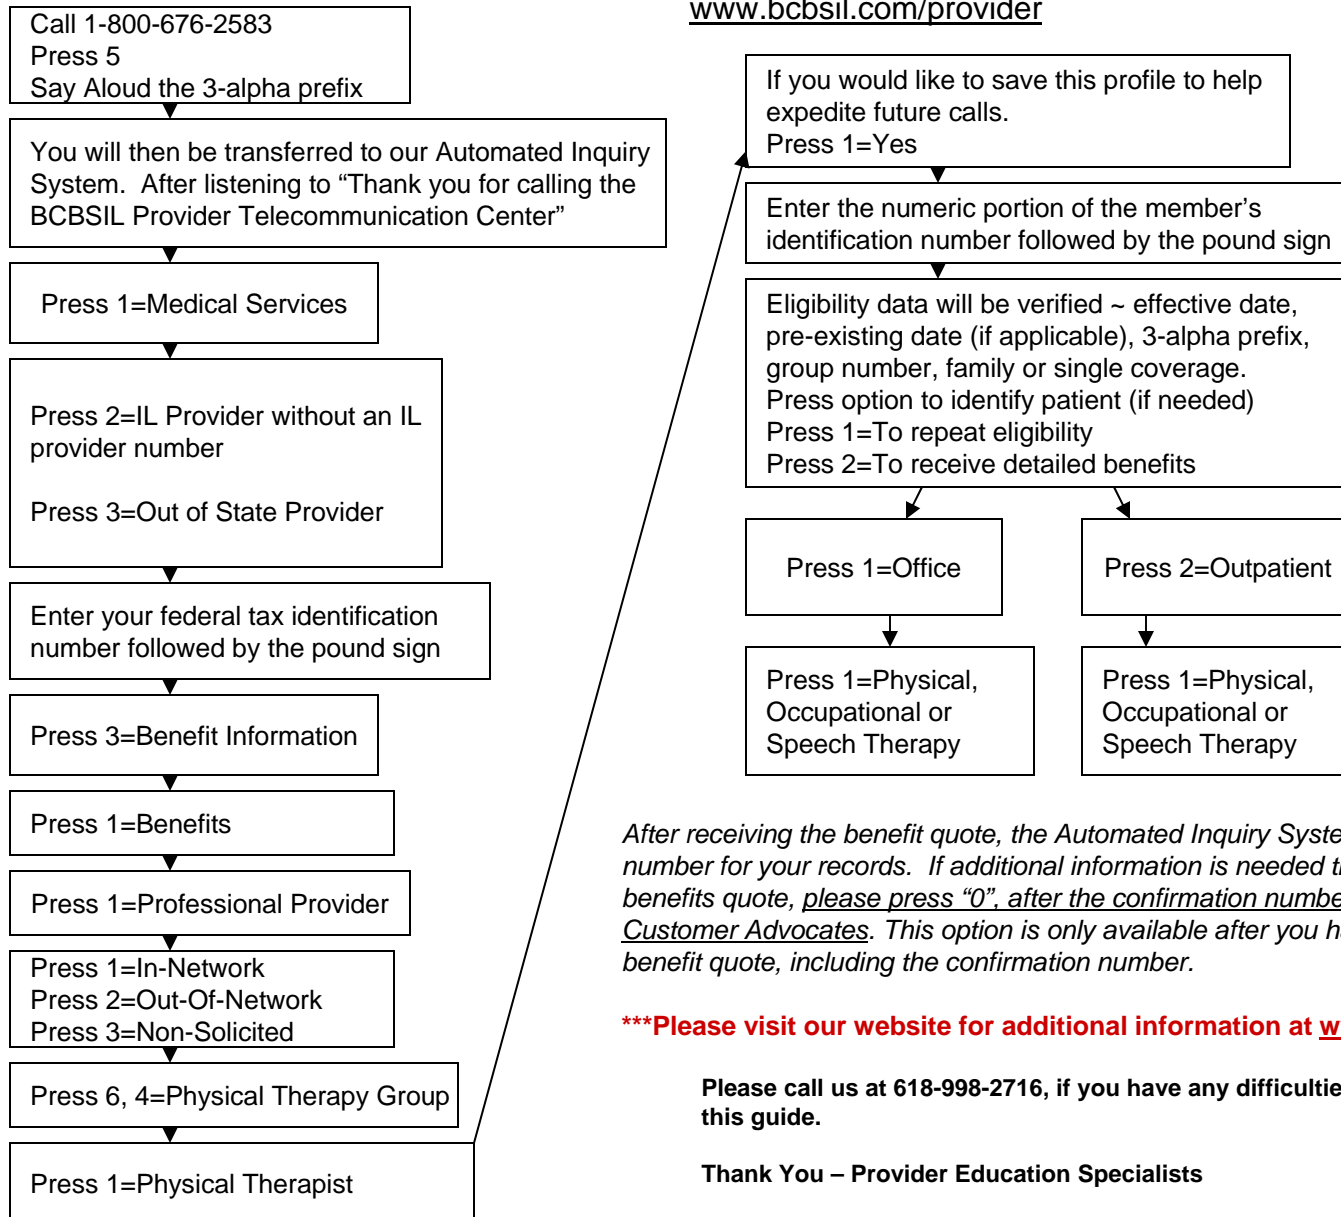 Call 1-800-676-2583
Press 5
Say Aloud the 3-alpha prefix
You will then be transferred to our Automated Inquiry
System.  After listening to “Thank you for calling the
BCBSIL Provider Telecommunication Center”
Press 1=Medical Services
Press 2=IL Provider without an IL
provider number
Press 3=Out of State Provider
Enter your federal tax identification
number followed by the pound sign
Press 3=Benefit Information
Press 1=Benefits
Press 1=Professional Provider
Press 1=In-Network
Press 2=Out-Of-Network
Press 3=Non-Solicited
Press 6, 4=Physical Therapy Group
Press 1=Physical Therapist
www.bcbsil.com/provider
If you would like to save this profile to help
expedite future calls.
Press 1=Yes
Enter the numeric portion of the member’s
identification number followed by the pound sign
Eligibility data will be verified ~ effective date,
pre-existing date (if applicable), 3-alpha prefix,
group number, family or single coverage.
Press option to identify patient (if needed)
Press 1=To repeat eligibility
Press 2=To receive detailed benefits
Press 1=Office
Press 2=Outpatient
Press 1=Physical,
Occupational or
Speech Therapy
Press 1=Physical,
Occupational or
Speech Therapy
After receiving the benefit quote, the Automated Inquiry
number for your records.  If additional information is needed
benefits quote, please press “0”, after the confirmation
Customer Advocates. This option is only available after you
benefit quote, including the confirmation number.
***Please visit our website for additional information at
Please call us at 618-998-2716, if you have any
this guide.
Thank You – Provider Education Specialists